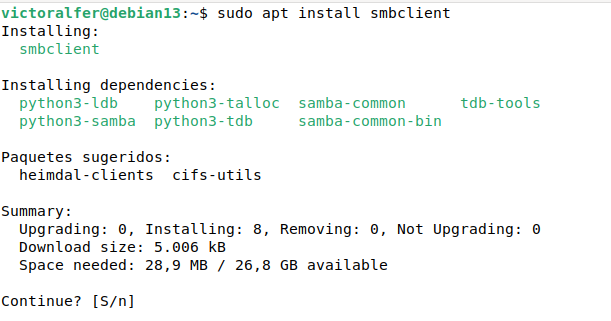 victoralfer@debian13:~$ sudo apt install smbclient
Installing:
  smbclient

Installing dependencies:
  python3-ldb    python3-talloc  samba-common      tdb-tools
  python3-samba  python3-tdb     samba-common-bin

Paquetes sugeridos:
  heimdal-clients  cifs-utils

Summary:
  Upgrading: 0, Installing: 8, Removing: 0, Not Upgrading: 0
  Download size: 5.006 kB
  Space needed: 28,9 MB / 26,8 GB available

Continue? [S/n]